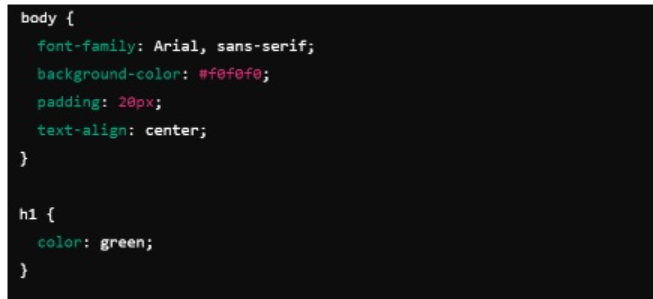 body {
font-family: Arial, sans-serif;
background-color: #f0f0f0;
padding: 20px;
text-align: center;
}
h1 {
color: green;
}